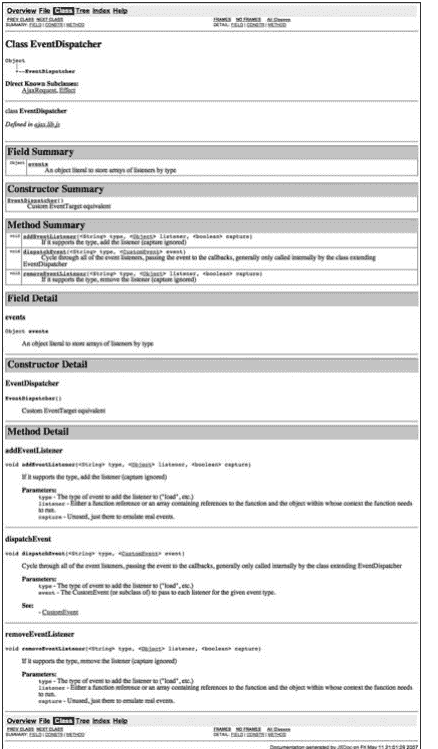 Overview File Class Tree Index Help
PREV CLASS NEXT CLASS FRAMES NO FRAMES All Classes
SUMMARY: FIELD | CONSTR | METHOD DETAIL: FIELD | CONSTR | METHOD
Class EventDispatcher
Object
|
+--EventDispatcher
Direct Known Subclasses:
AjaxRequest, Effect
class EventDispatcher
Defined in ajax.lib.js
Field Summary
Object events
An object literal to store arrays of listeners by type
Constructor Summary
EventDispatcher()
Custom EventTarget equivalent
Method Summary
void addEventListener(<String> type, <Object> listener, <boolean> capture)
If it supports the type, add the listener (capture ignored)
void dispatchEvent(<String> type, <CustomEvent> event)
Cycle through all of the event listeners, passing the event to the callbacks, generally only called internally by the class extending
EventDispatcher
void removeEventListener(<String> type, <Object> listener, <boolean> capture)
If it supports the type, remove the listener (capture ignored)
Field Detail
events
Object events
An object literal to store arrays of listeners by type
Constructor Detail
EventDispatcher
EventDispatcher()
Custom EventTarget equivalent
Method Detail
addEventListener
void addEventListener(<String> type, <Object> listener, <boolean> capture)
If it supports the type, add the listener (capture ignored)
Parameters:
type - The type of event to add the listener to ("load", etc.)
listener - Either a function reference or an array containing references to the function and the object within whose context the function needs
to run.
capture - Unused, just there to emulate real events.
dispatchEvent
void dispatchEvent(<String> type, <CustomEvent> event)
Cycle through all of the event listeners, passing the event to the callbacks, generally only called internally by the class extending EventDispatcher
Parameters:
type - The type of event to add the listener to ("load", etc.)
event - The CustomEvent (or subclass of) to pass to each listener for the given event type.
See:
- CustomEvent
removeEventListener
void removeEventListener(<String> type, <Object> listener, <boolean> capture)
If it supports the type, remove the listener (capture ignored)
Parameters:
type - The type of event to add the listener to ("load", etc.)
listener - Either a function reference or an array containing references to the function and the object within whose context the function needs
to run.
capture - Unused, just there to emulate real events.
Overview File Class Tree Index Help
PREV CLASS NEXT CLASS FRAMES NO FRAMES All Classes
SUMMARY: FIELD | CONSTR | METHOD DETAIL: FIELD | CONSTR | METHOD
Documentation generated by JSDoc on Fri May 11 21:01:28 2007